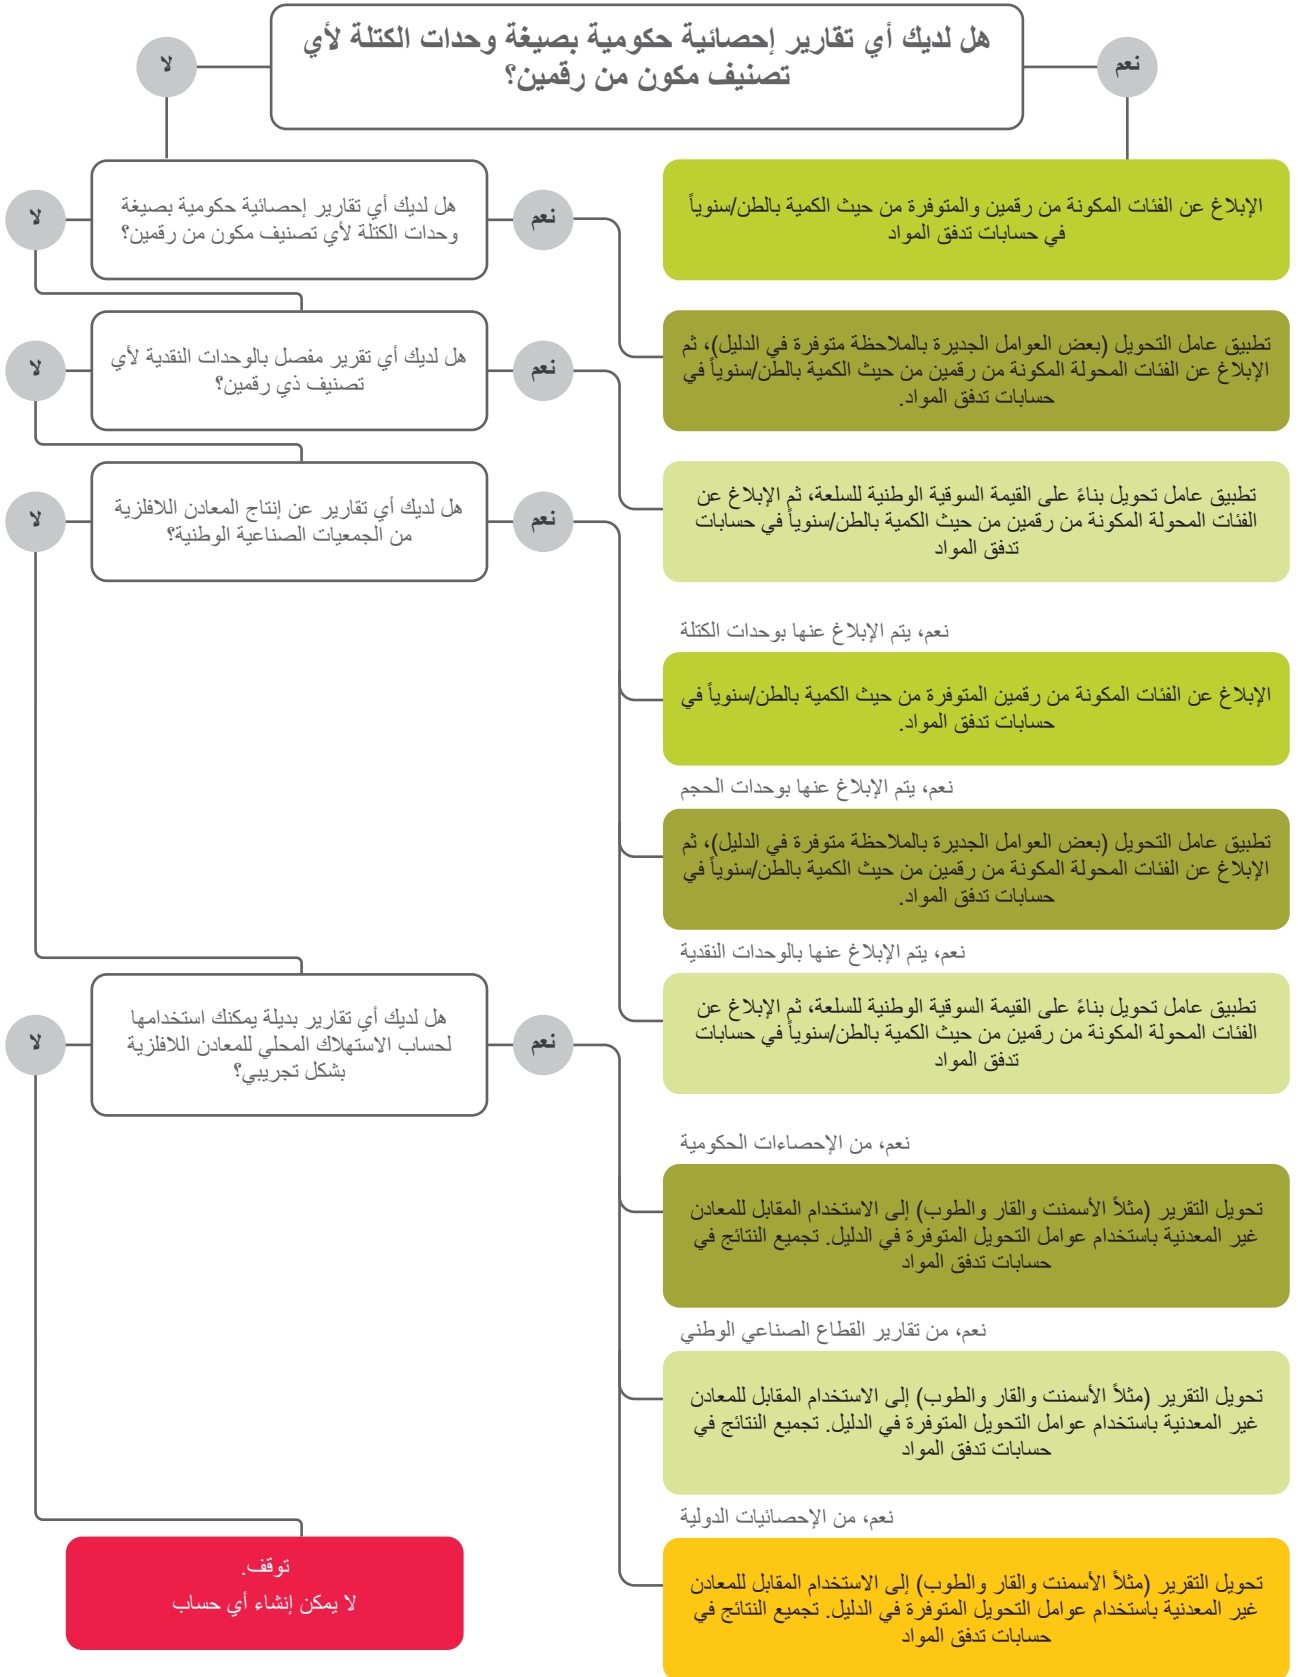 هل لديك أي تقارير إحصائية حكومية بصيغة وحدات الكتلة لأي
تصنيف مكون من رقمين؟
نعم
لا
الإبلاغ عن الفئات المكونة من رقمين والمتوفرة من حيث الكمية بالطن/سنوياً
في حسابات تدفق المواد
هل لديك أي تقارير إحصائية حكومية بصيغة
وحدات الكتلة لأي تصنيف مكون من رقمين؟
نعم
لا
تطبيق عامل التحويل (بعض العوامل الجديرة بالملاحظة متوفرة في الدليل)، ثم
الإبلاغ عن الفئات المحولة المكونة من رقمين من حيث الكمية بالطن/سنوياً في
حسابات تدفق المواد.
هل لديك أي تقرير مفصل بالوحدات النقدية لأي
تصنيف ذي رقمين؟
نعم
لا
تطبيق عامل تحويل بناءً على القيمة السوقية الوطنية للسلعة، ثم الإبلاغ عن
الفئات المحولة المكونة من رقمين من حيث الكمية بالطن/سنوياً في حسابات
تدفق المواد
هل لديك أي تقارير عن إنتاج المعادن اللافلزية
من الجمعيات الصناعية الوطنية؟
نعم
لا
نعم، يتم الإبلاغ عنها بوحدات الكتلة
الإبلاغ عن الفئات المكونة من رقمين المتوفرة من حيث الكمية بالطن/سنوياً في
حسابات تدفق المواد.
نعم، يتم الإبلاغ عنها بوحدات الحجم
تطبيق عامل التحويل (بعض العوامل الجديرة بالملاحظة متوفرة في الدليل)، ثم
الإبلاغ عن الفئات المحولة المكونة من رقمين من حيث الكمية بالطن/سنوياً في
حسابات تدفق المواد.
نعم، يتم الإبلاغ عنها بالوحدات النقدية
تطبيق عامل تحويل بناءً على القيمة السوقية الوطنية للسلعة، ثم الإبلاغ عن
الفئات المحولة المكونة من رقمين من حيث الكمية بالطن/سنوياً في حسابات
تدفق المواد
هل لديك أي تقارير بديلة يمكنك استخدامها
لحساب الاستهلاك المحلي للمعادن اللافلزية
بشكل تجريبي؟
نعم
لا
نعم، من الإحصاءات الحكومية
تحويل التقرير (مثلاً الأسمنت والقار والطوب) إلى الاستخدام المقابل للمعادن
غير المعدنية باستخدام عوامل التحويل المتوفرة في الدليل. تجميع النتائج في
حسابات تدفق المواد
نعم، من تقارير القطاع الصناعي الوطني
تحويل التقرير (مثلاً الأسمنت والقار والطوب) إلى الاستخدام المقابل للمعادن
غير المعدنية باستخدام عوامل التحويل المتوفرة في الدليل. تجميع النتائج في
حسابات تدفق المواد
نعم، من الإحصائيات الدولية
تحويل التقرير (مثلاً الأسمنت والقار والطوب) إلى الاستخدام المقابل للمعادن
غير المعدنية باستخدام عوامل التحويل المتوفرة في الدليل. تجميع النتائج في
حسابات تدفق المواد
توقف.
لا يمكن إنشاء أي حساب